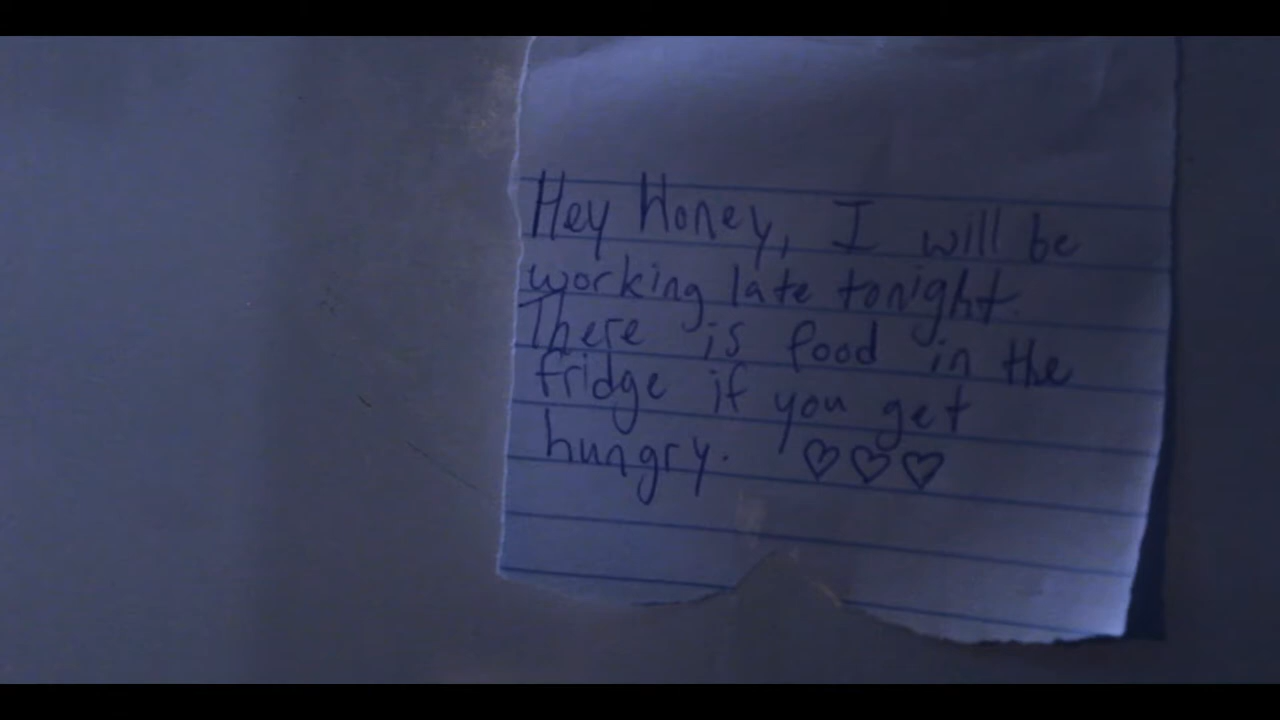 Hey Honey, I will be
working late tonight.
There is food in the
fridge if you get
hungry. ♡♡♡